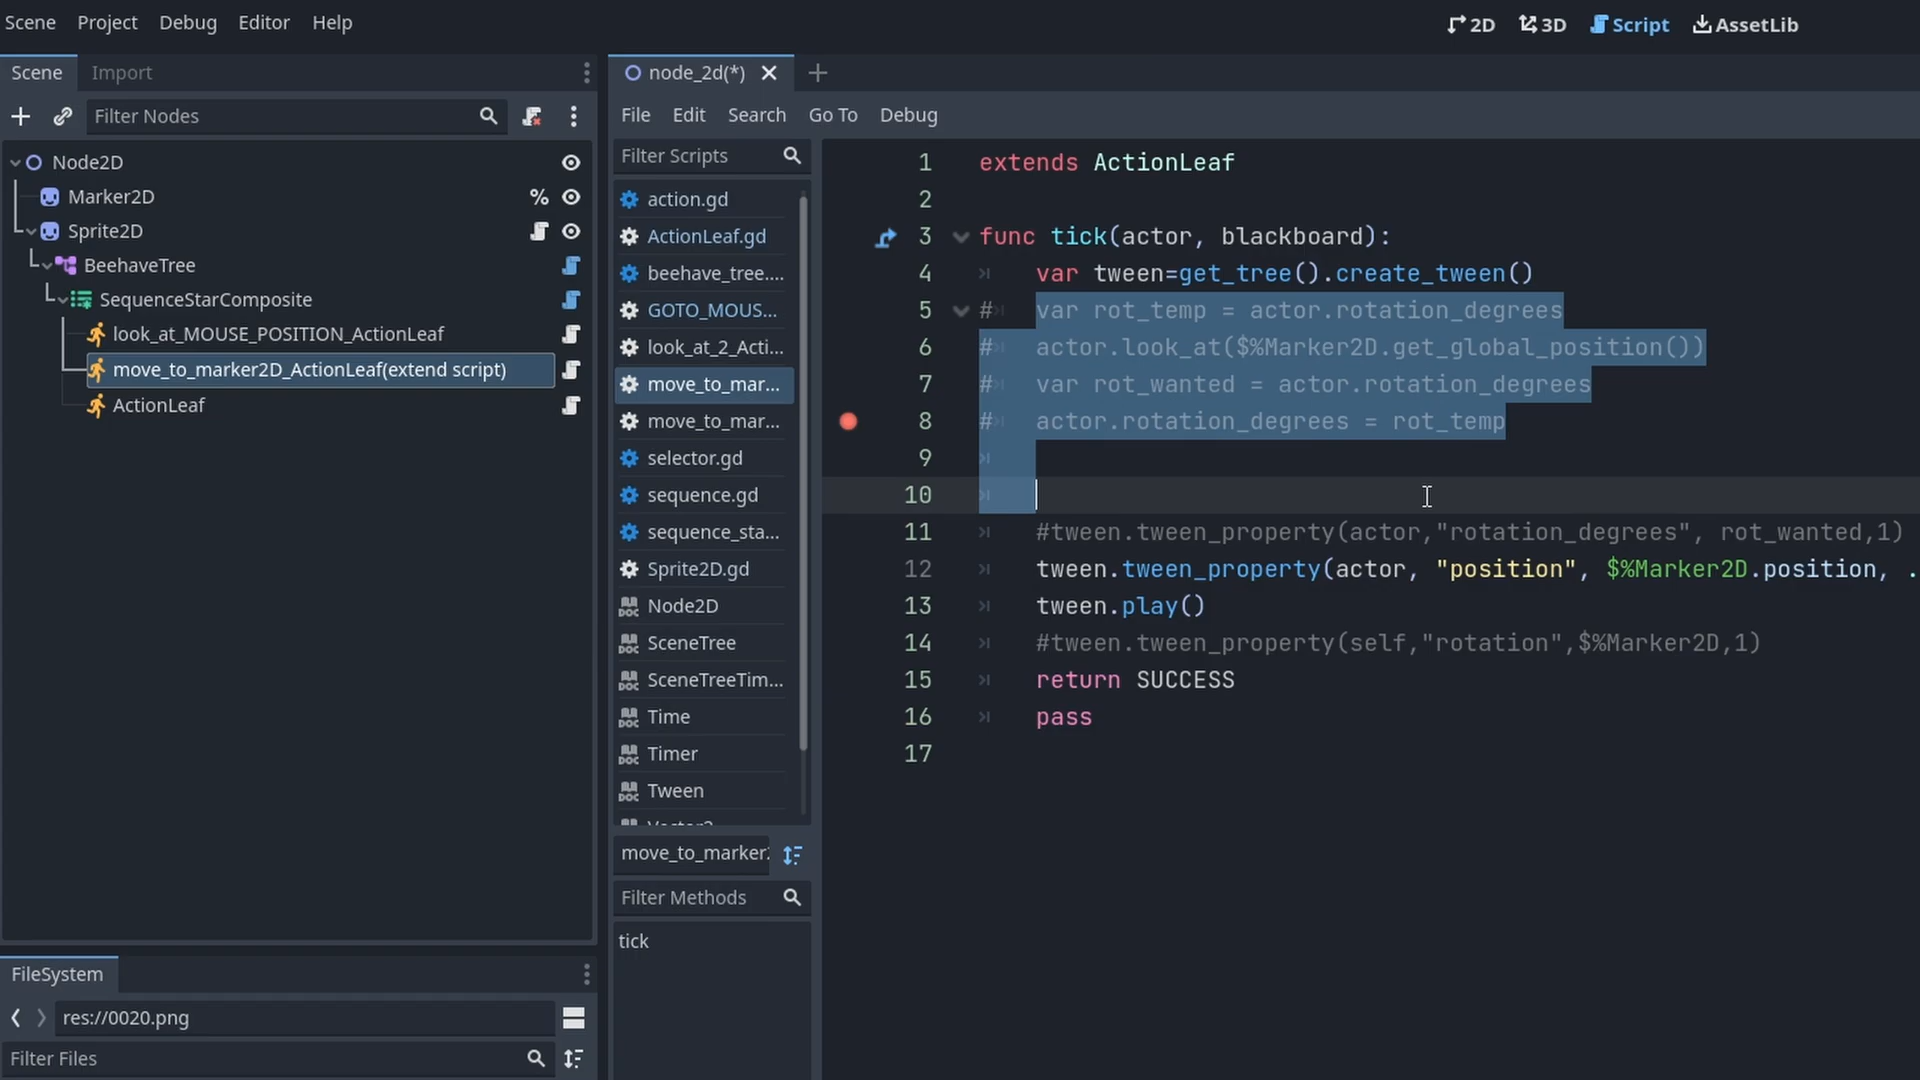 Scene Project Debug Editor Help
2D 3D Script AssetLib
Scene Import
Filter Nodes
Node2D
Marker2D %
Sprite2D
BeehaveTree
SequenceStarComposite
look_at_MOUSE_POSITION_ActionLeaf
move_to_marker2D_ActionLeaf(extend script)
ActionLeaf
FileSystem
res://0020.png
Filter Files
node_2d(*)
File Edit Search Go To Debug
Filter Scripts
action.gd
ActionLeaf.gd
beehave_tree....
GOTO_MOUS...
look_at_2_Acti...
move_to_mar...
move_to_mar...
selector.gd
sequence.gd
sequence_sta...
Sprite2D.gd
DOC Node2D
DOC SceneTree
DOC SceneTreeTim...
DOC Time
DOC Timer
DOC Tween
move_to_marker
Filter Methods
tick
1 extends ActionLeaf
2
3 func tick(actor, blackboard):
4 var tween=get_tree().create_tween()
5 # var rot_temp = actor.rotation_degrees
6 # actor.look_at($%Marker2D.get_global_position())
7 # var rot_wanted = actor.rotation_degrees
8 # actor.rotation_degrees = rot_temp
9
10
11 #tween.tween_property(actor,"rotation_degrees", rot_wanted,1)
12 tween.tween_property(actor, "position", $%Marker2D.position, .
13 tween.play()
14 #tween.tween_property(self,"rotation",$%Marker2D,1)
15 return SUCCESS
16 pass
17